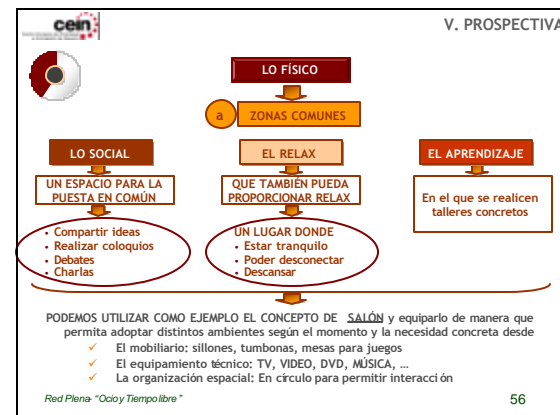 cein
V. PROSPECTIVA
LO FÍSICO
a
ZONAS COMUNES
LO SOCIAL
EL RELAX
EL APRENDIZAJE
UN ESPACIO PARA LA
PUESTA EN COMÚN
QUE TAMBIÉN PUEDA
PROPORCIONAR RELAX
En el que se realicen
talleres concretos
• Compartir ideas
• Realizar coloquios
• Debates
• Charlas
UN LUGAR DONDE
• Estar tranquilo
• Poder desconectar
• Descansar
PODEMOS UTILIZAR COMO EJEMPLO EL CONCEPTO DE SALÓN y equiparlo de manera que
permita adoptar distintos ambientes según el momento y la necesidad concreta desde
✓ El mobiliario: sillones, tumbonas, mesas para juegos
✓ El equipamiento técnico: TV, VIDEO, DVD, MÚSICA, …
✓ La organización espacial: En círculo para permitir interacción
Red Plena- "Ocio y Tiempo libre"
56